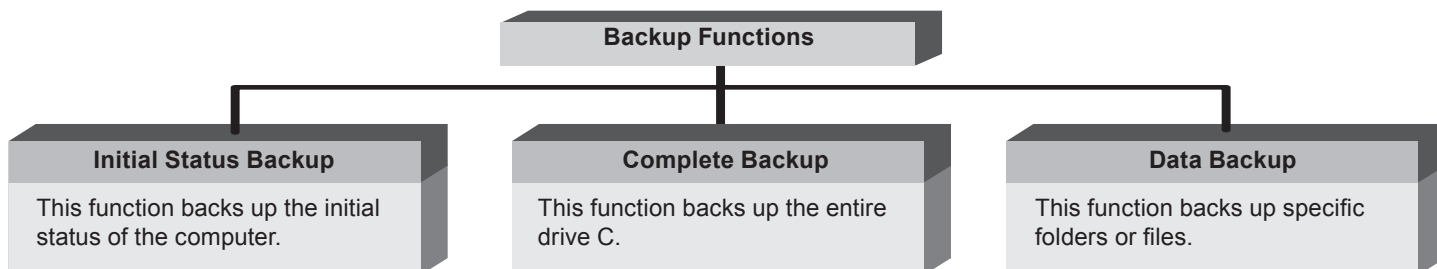 Backup Functions
Initial Status Backup
This function backs up the initial
status of the computer.
Complete Backup
This function backs up the entire
drive C.
Data Backup
This function backs up specific
folders or files.